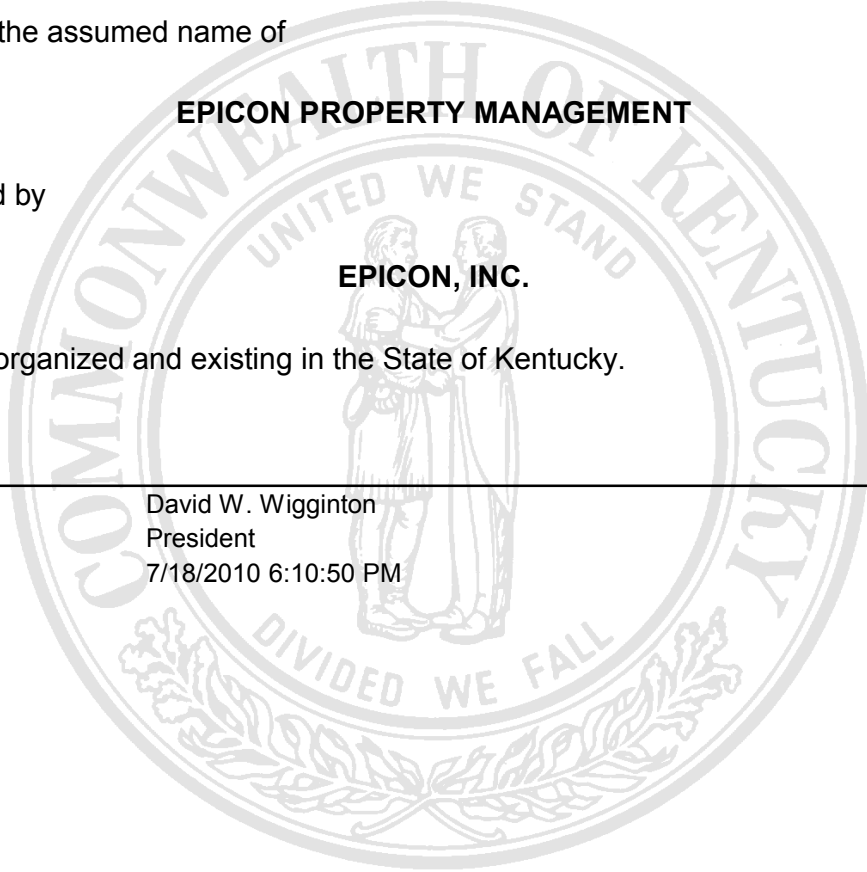 the assumed name of
EPICON PROPERTY MANAGEMENT
d by
EPICON, INC.
organized and existing in the State of Kentucky.
David W. Wigginton
President
7/18/2010 6:10:50 PM
COMMONWEALTH OF KENTUCKY
UNITED WE STAND
DIVIDED WE FALL